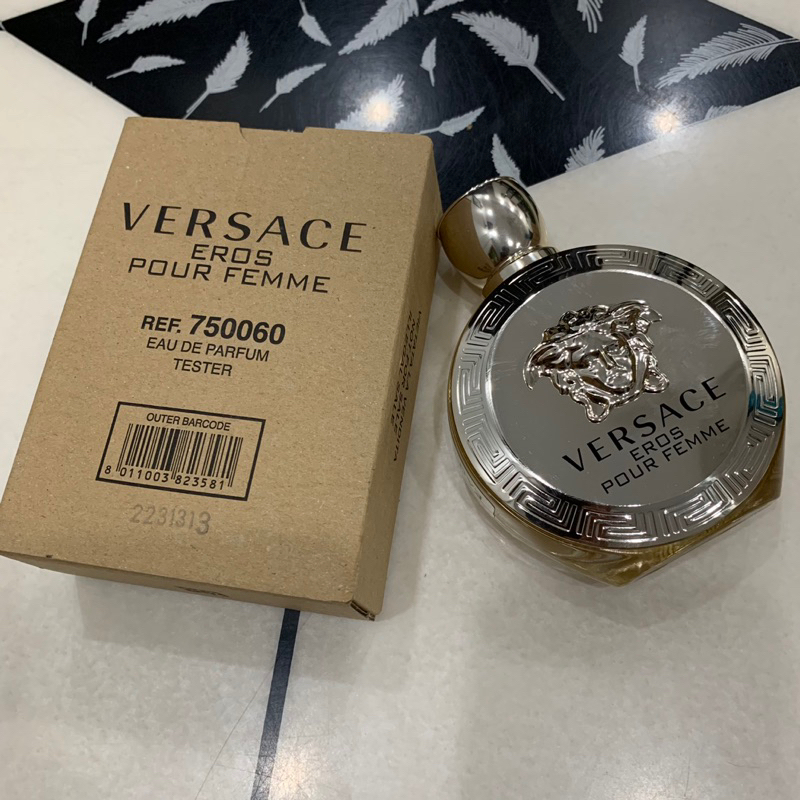 VERSACE
EROS
POUR FEMME
REF. 750060
EAU DE PARFUM
TESTER
OUTER BARCODE
8 011003 823581
2231313
VERSACE
EROS
POUR FEMME